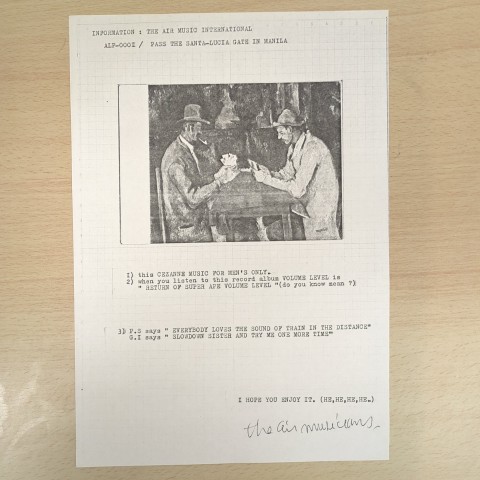 INFORMATION : THE AIR MUSIC INTERNATIONAL
ALP-0002 / PASS THE SANTA-LUCIA GATE IN MANILA
1) this CEZANNE MUSIC FOR MEN'S ONLY.
2) when you listen to this record album VOLUME LEVEL is
" RETURN OF SUPER APE VOLUME LEVEL "(do you know mean ?)
3) P.S says " EVERYBODY LOVES THE SOUND OF TRAIN IN THE DISTANCE"
G.I says " SLOWDOWN SISTER AND TRY ME ONE MORE TIME"
I HOPE YOU ENJOY IT. (HE,HE,HE,HE.)
the air musicians.